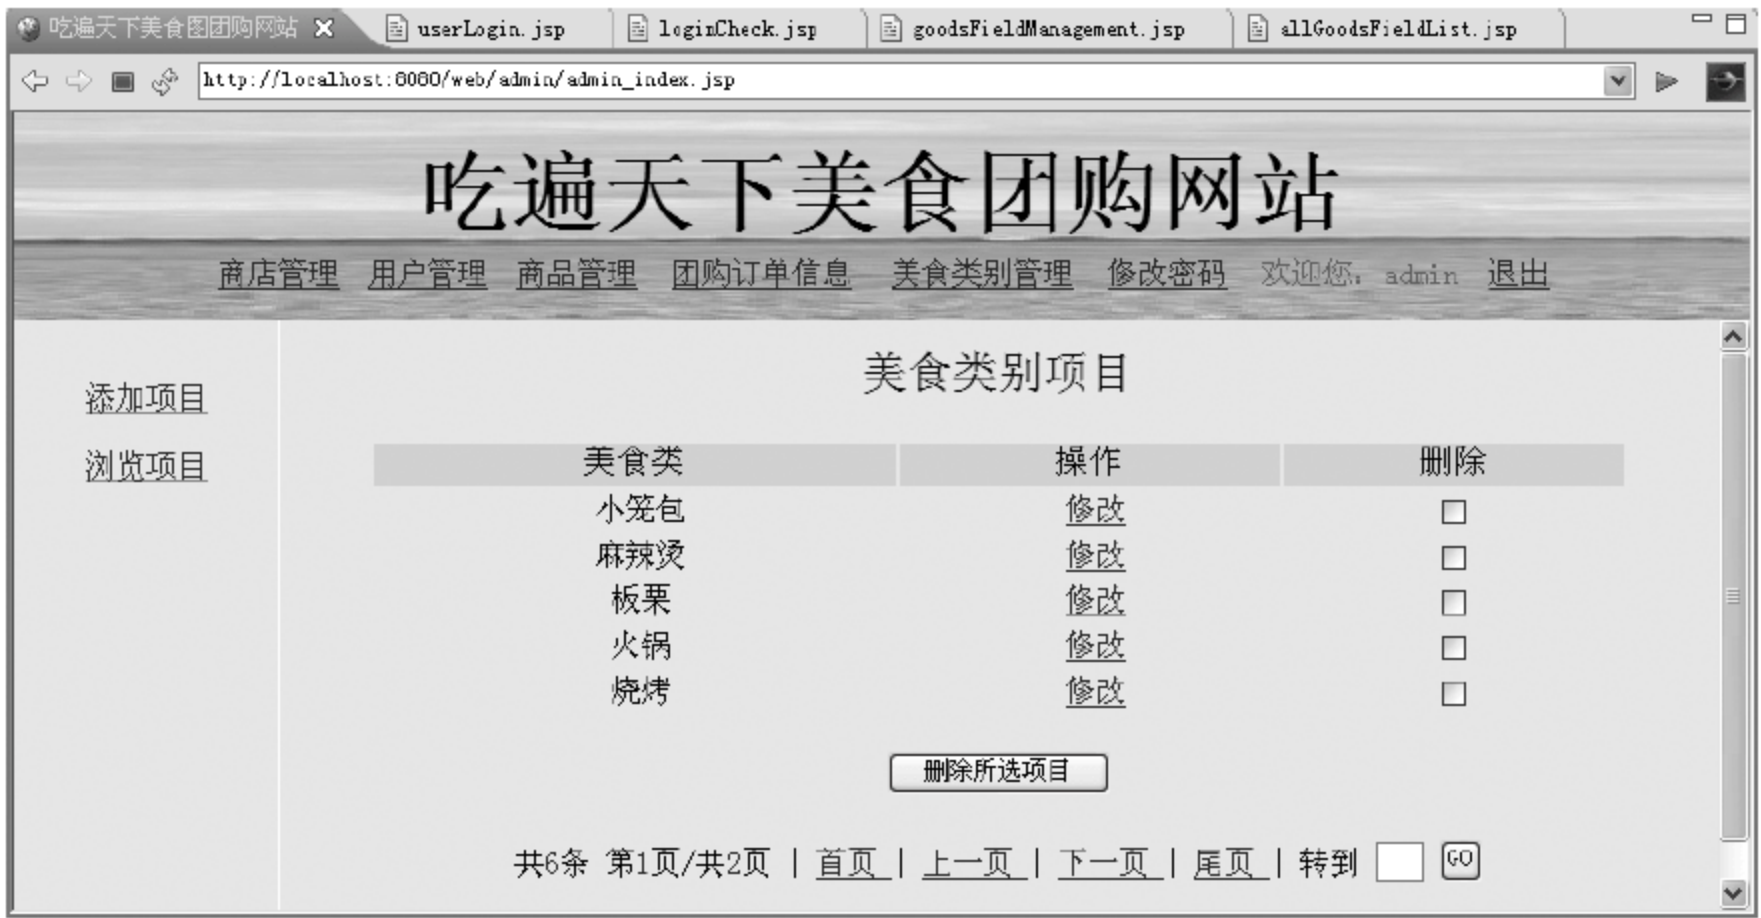 吃遍天下美食团购网站 userLogin.jsp loginCheck.jsp goodsFieldManagement.jsp allGoodsFieldList.jsp
http://localhost:8080/web/admin/admin_index.jsp
吃遍天下美食团购网站
商店管理 用户管理 商品管理 团购订单信息 美食类别管理 修改密码 欢迎您: admin 退出
美食类别项目
添加项目
浏览项目
美食类 操作 删除
小笼包 修改
麻辣烫 修改
板栗 修改
火锅 修改
烧烤 修改
删除所选项目
共6条 第1页/共2页 | 首页 | 上一页 | 下一页 | 尾页 | 转到 GO